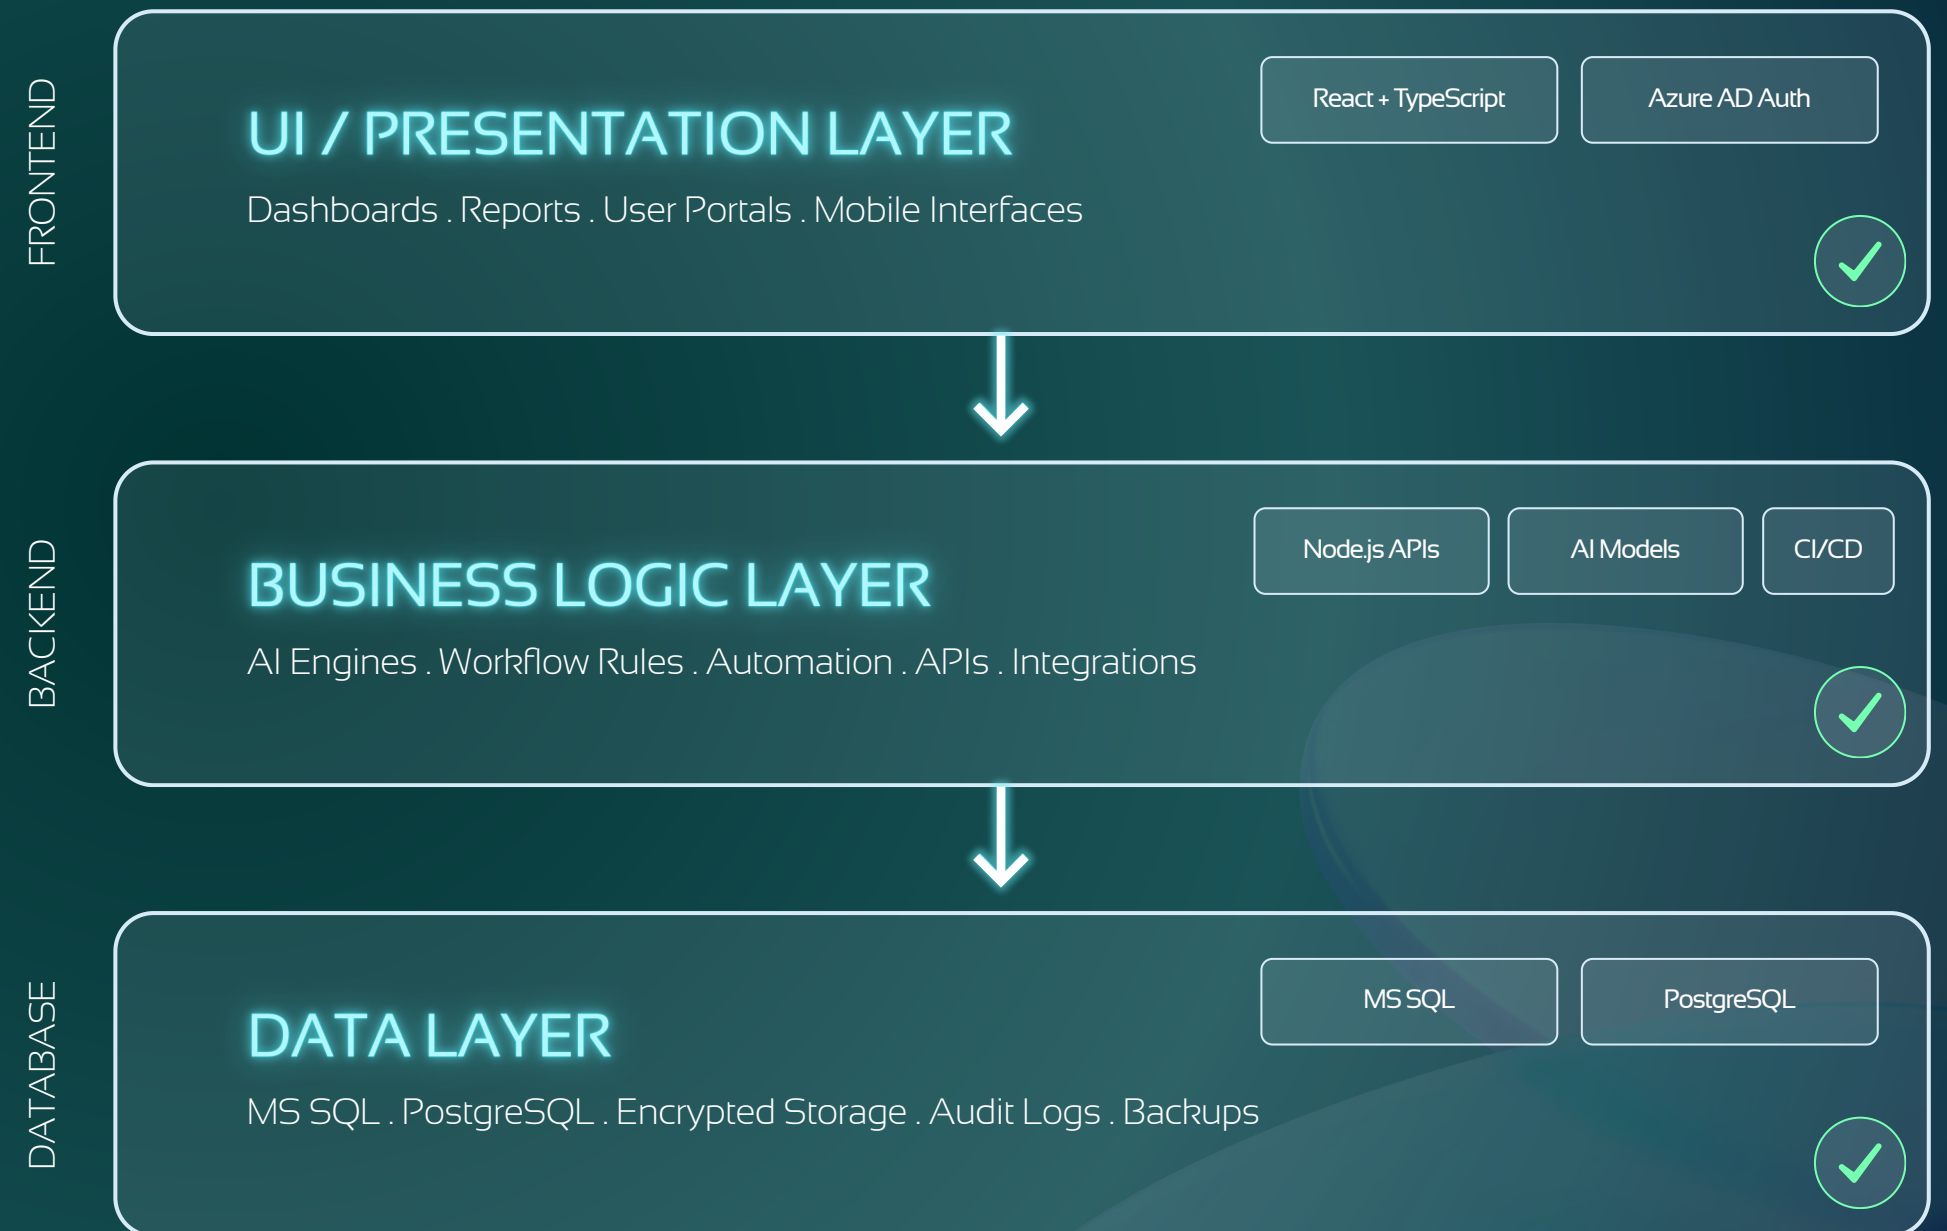 FRONTEND
UI / PRESENTATION LAYER
Dashboards . Reports . User Portals . Mobile Interfaces
React + TypeScript
Azure AD Auth
BACKEND
BUSINESS LOGIC LAYER
AI Engines . Workflow Rules . Automation . APIs . Integrations
Node.js APIs
AI Models
CI/CD
DATABASE
DATA LAYER
MS SQL . PostgreSQL . Encrypted Storage . Audit Logs . Backups
MS SQL
PostgreSQL